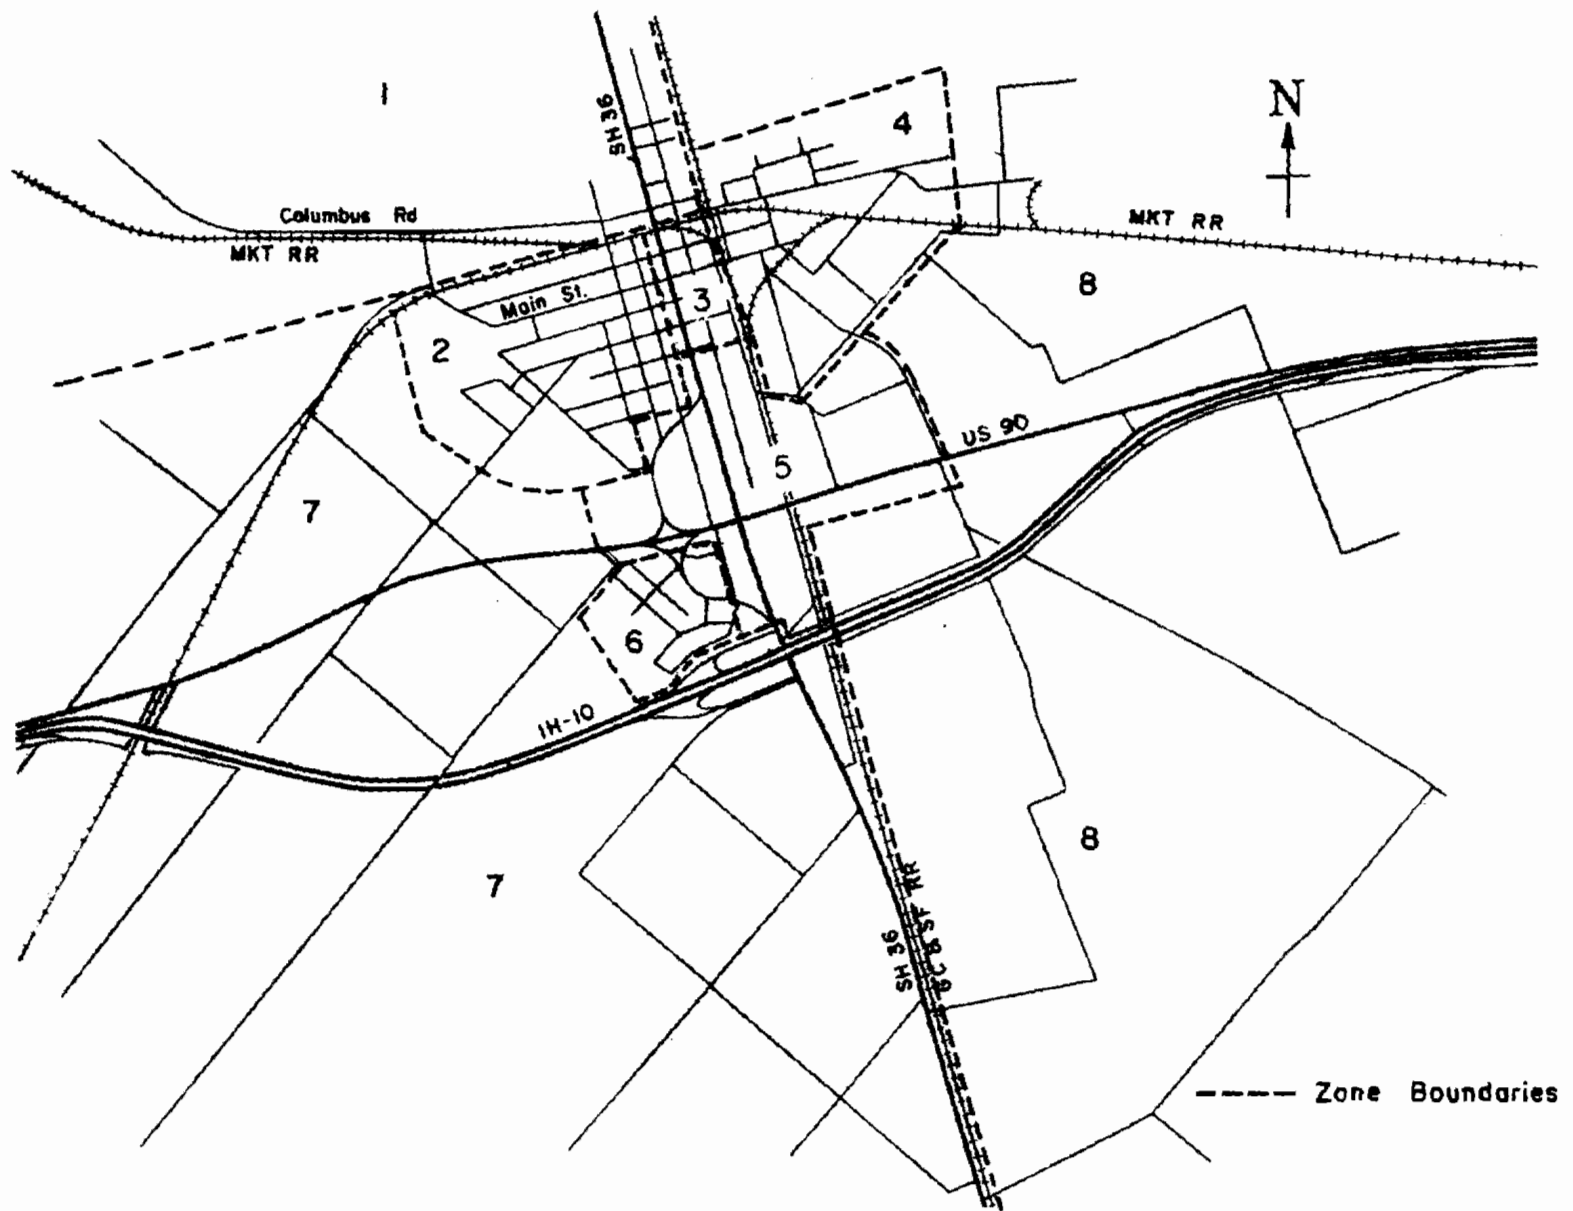 1
SH 36
4
N
Columbus Rd
MKT RR
MKT RR
Main St.
3
8
2
US 90
5
7
6
IH-10
8
7
SH 36
GC & SF RR
Zone Boundaries